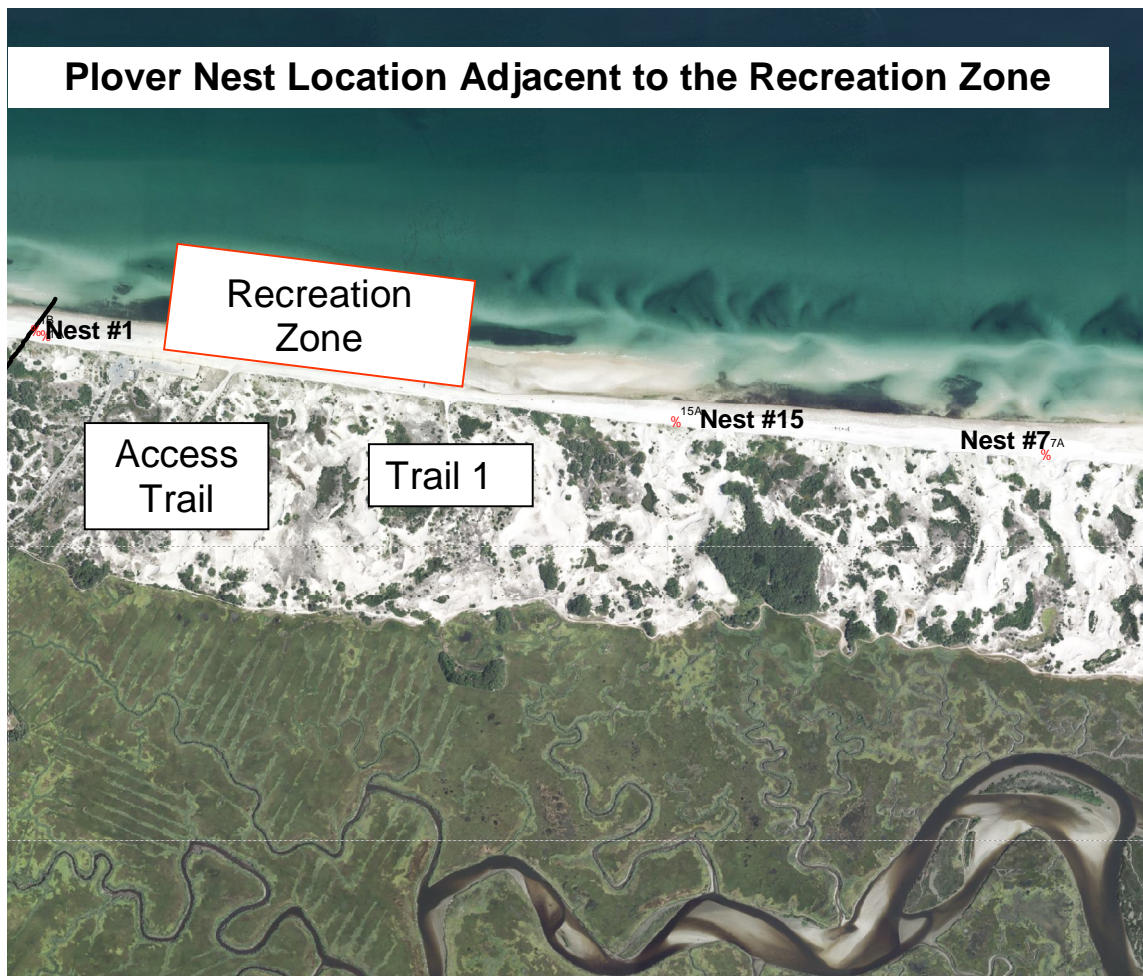 Plover Nest Location Adjacent to the Recreation Zone
Recreation
Zone
1B
% %
Nest #1
15A
%
Nest #15
Nest #7
7A
%
Access
Trail
Trail 1